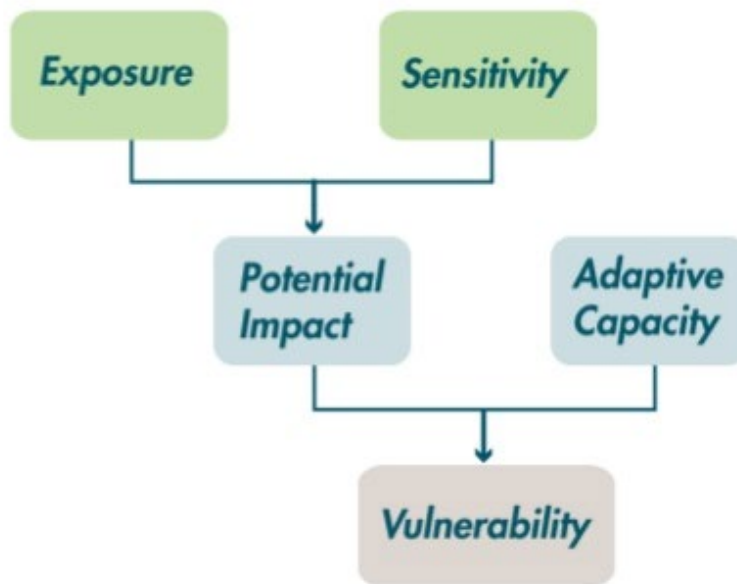 Exposure
Sensitivity
Potential
Impact
Adaptive
Capacity
Vulnerability